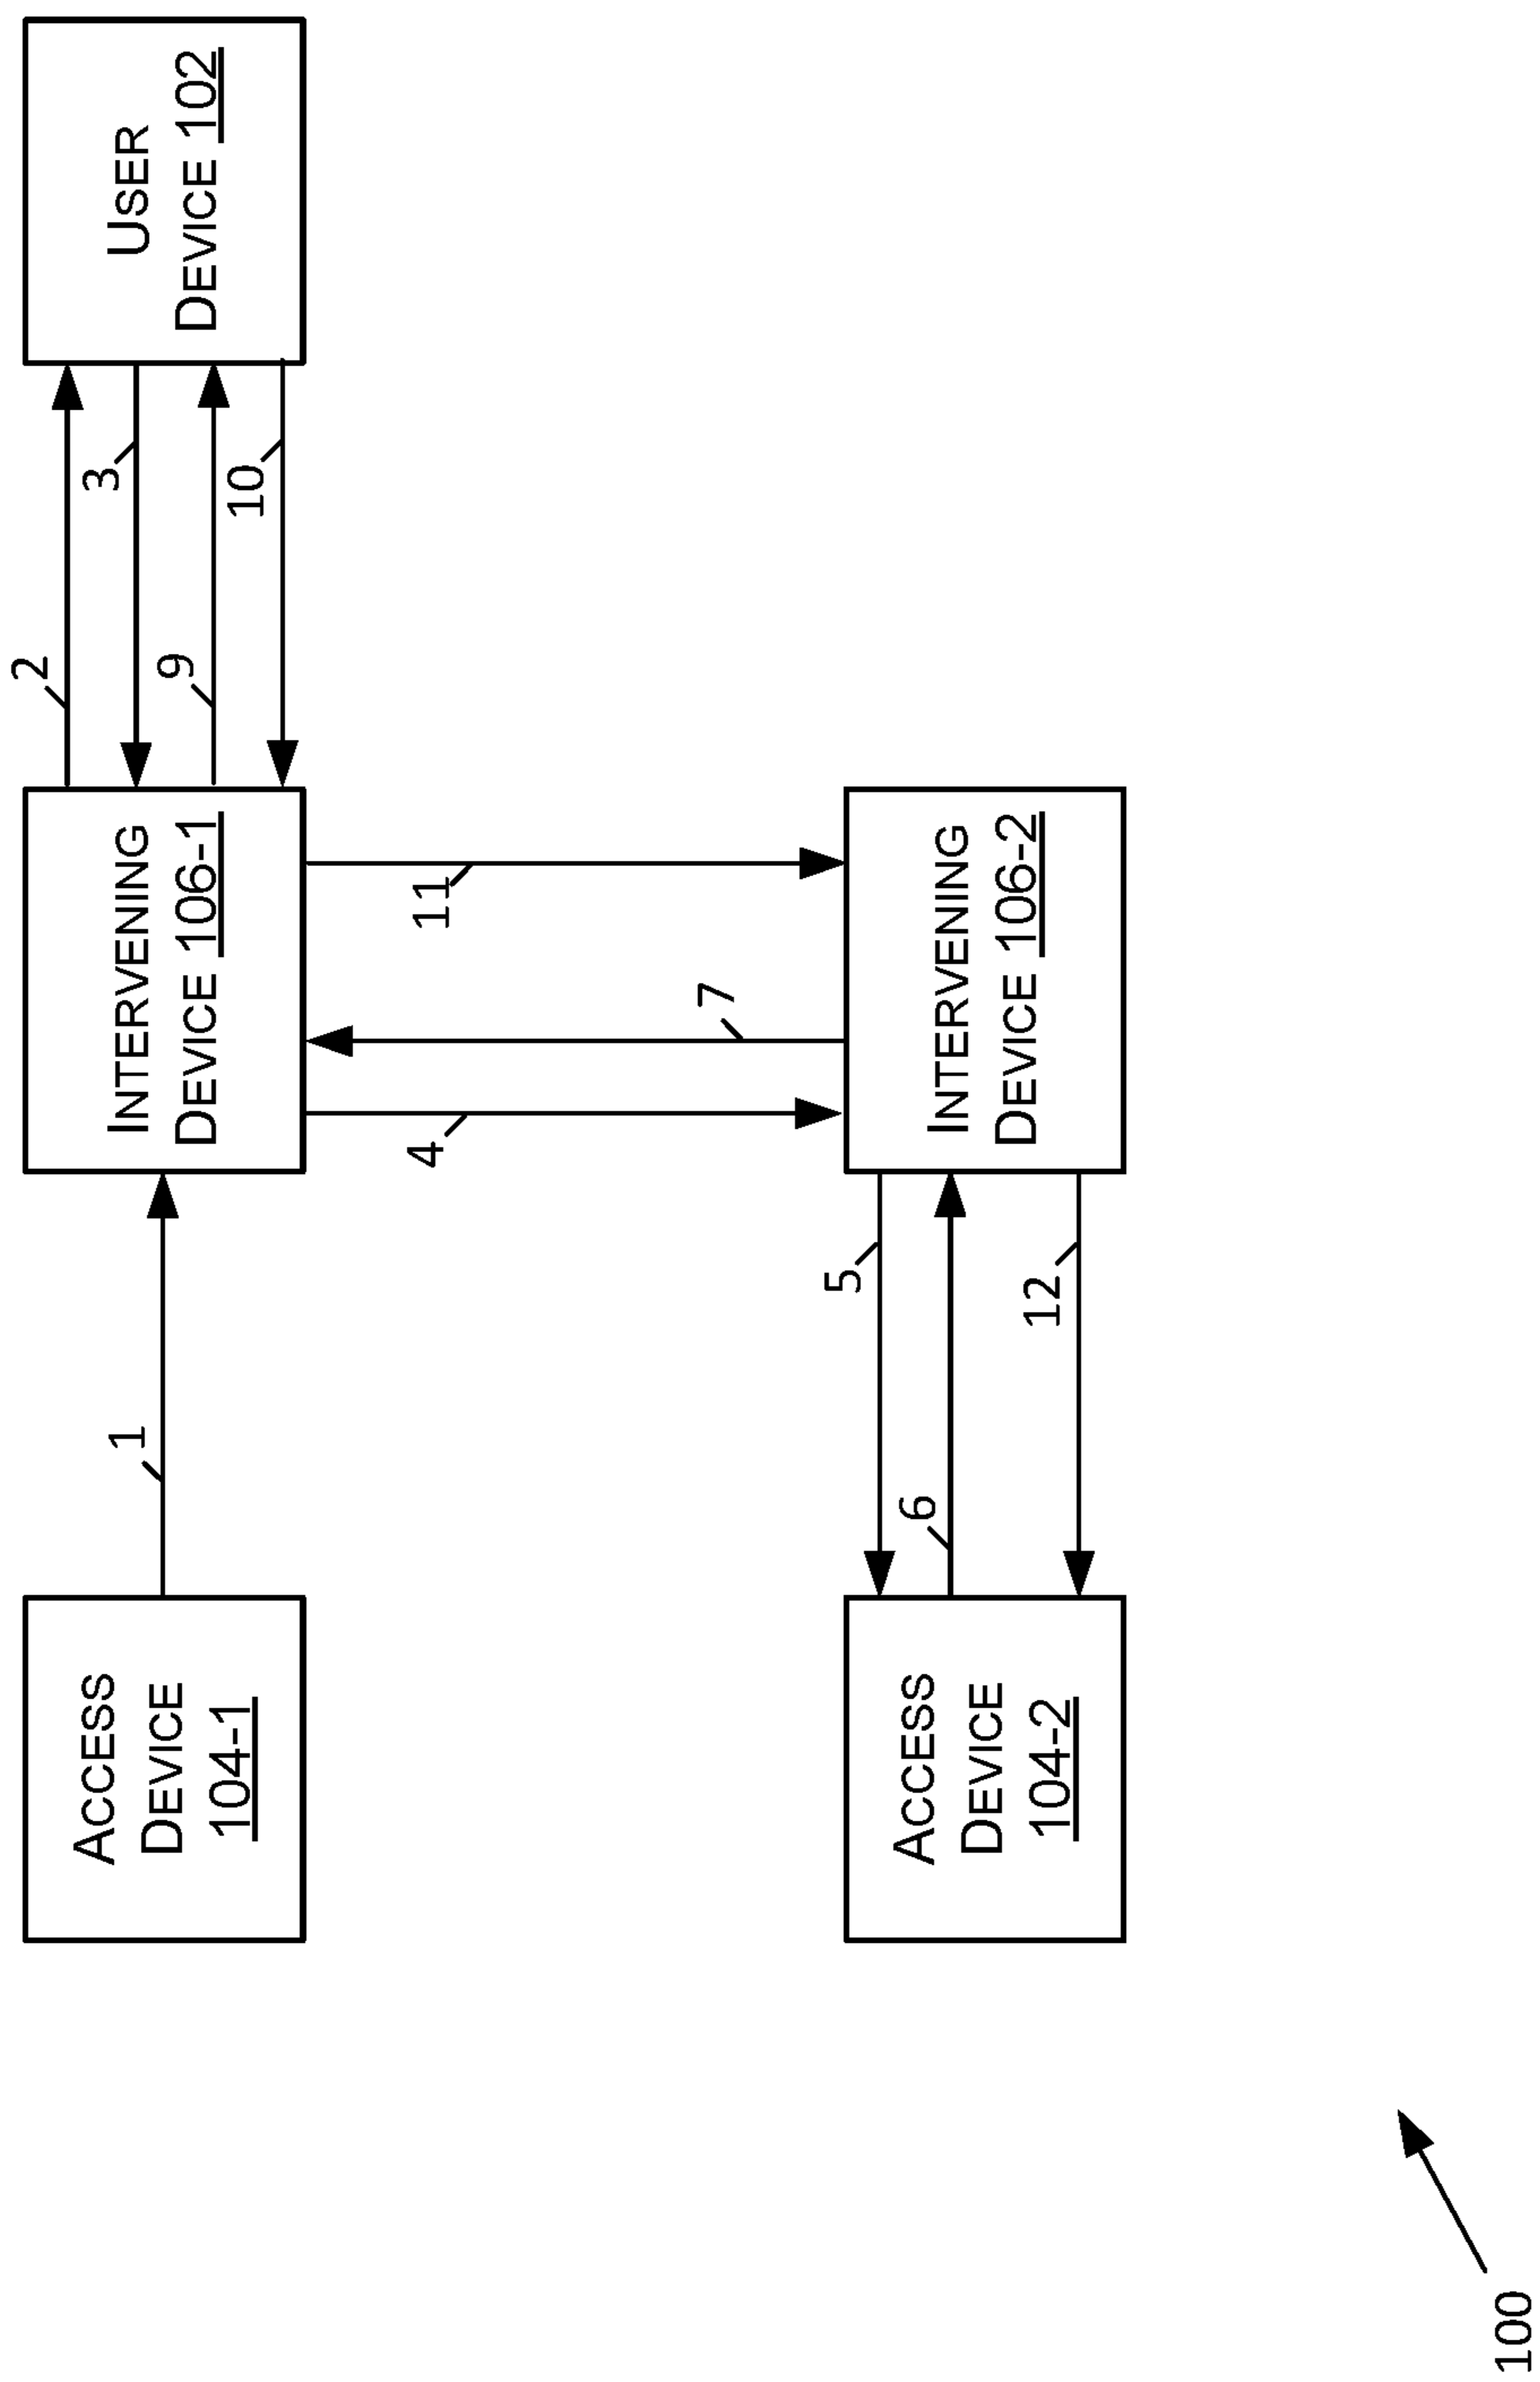 ACCESS
DEVICE
104-1
1
INTERVENING
DEVICE 106-1
2
3
9
10
USER
DEVICE 102
4
11
7
ACCESS
DEVICE
104-2
5
6
12
INTERVENING
DEVICE 106-2
100